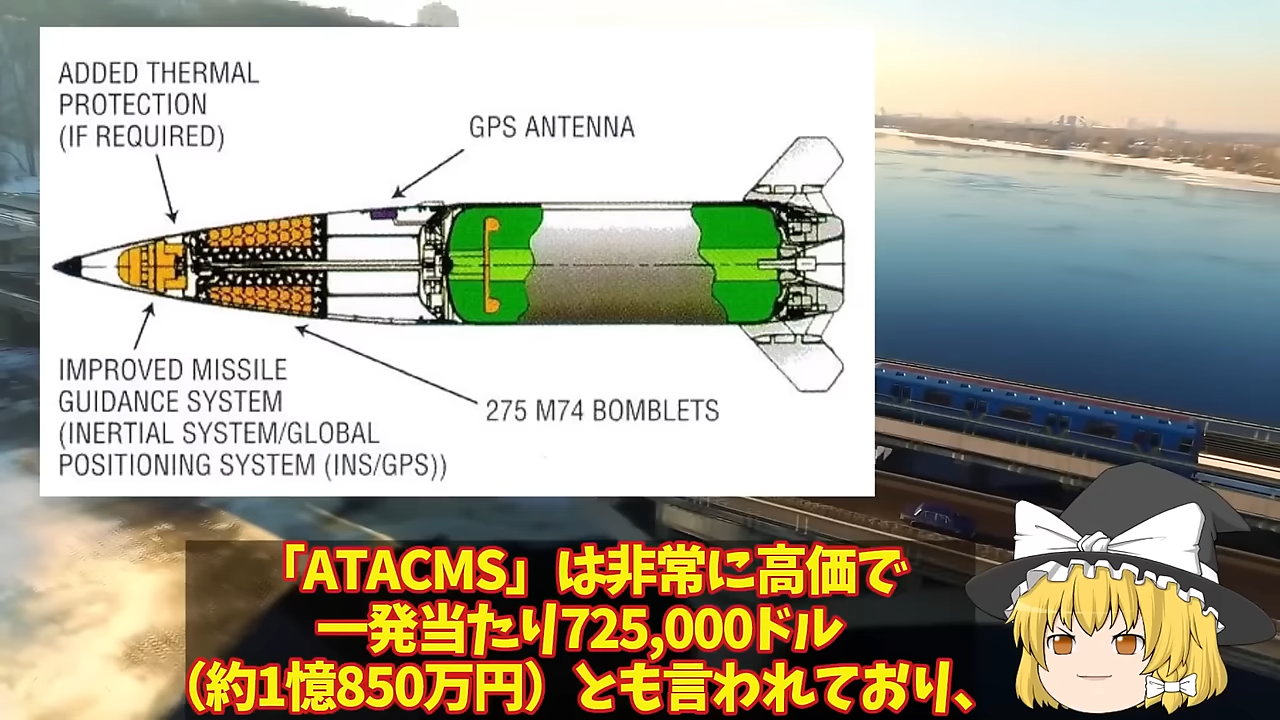 ADDED THERMAL
PROTECTION
(IF REQUIRED)
GPS ANTENNA
IMPROVED MISSILE
GUIDANCE SYSTEM
(INERTIAL SYSTEM/GLOBAL
POSITIONING SYSTEM (INS/GPS))
275 M74 BOMBLETS
「ATACMS」は非常に高価で
一発当たり725,000ドル
（約1億850万円）とも言われており、